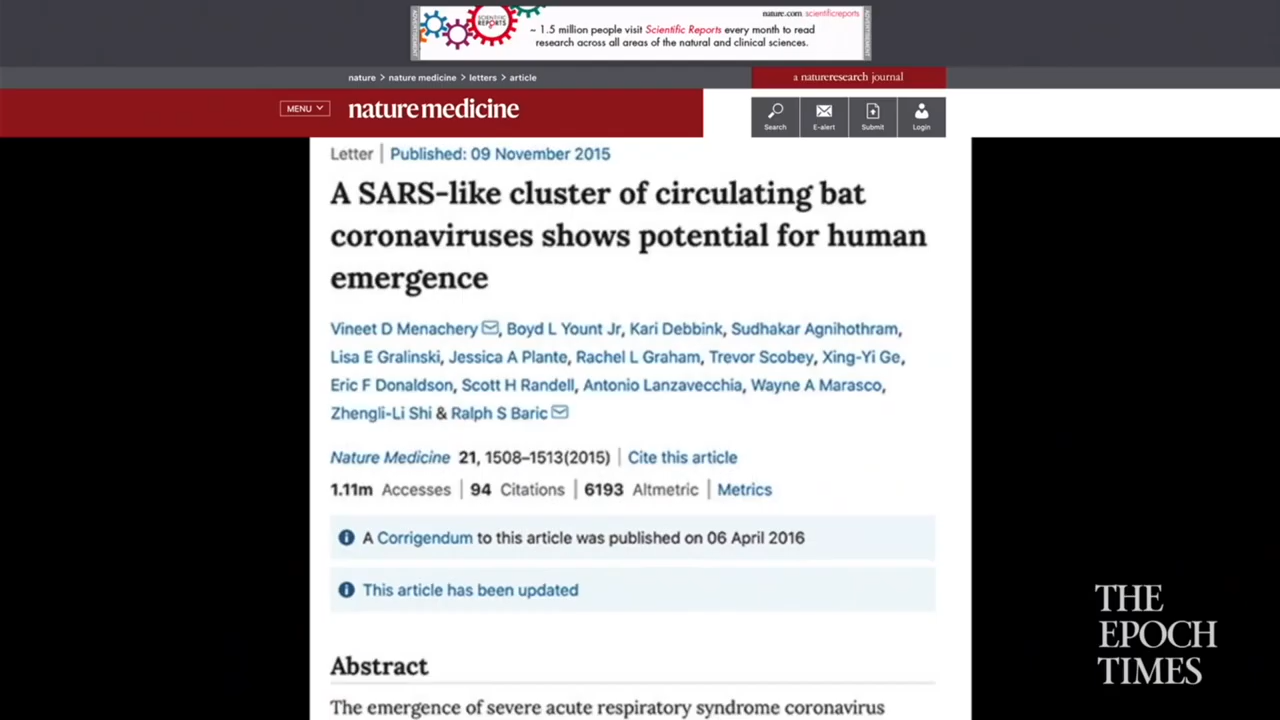 ADVERTISEMENT
SCIENTIFIC
REPORTS
nature.com scientificreports
~ 1.5 million people visit Scientific Reports every month to read
research across all areas of the natural and clinical sciences.
ADVERTISEMENT
nature > nature medicine > letters > article
a natureresearch journal
MENU
naturemedicine
Search
E-alert
Submit
Login
Letter | Published: 09 November 2015
A SARS-like cluster of circulating bat
coronaviruses shows potential for human
emergence
Vineet D Menachery, Boyd L Yount Jr, Kari Debbink, Sudhakar Agnihothram,
Lisa E Gralinski, Jessica A Plante, Rachel L Graham, Trevor Scobey, Xing-Yi Ge,
Eric F Donaldson, Scott H Randell, Antonio Lanzavecchia, Wayne A Marasco,
Zhengli-Li Shi & Ralph S Baric
Nature Medicine 21, 1508–1513(2015) | Cite this article
1.11m Accesses | 94 Citations | 6193 Altmetric | Metrics
A Corrigendum to this article was published on 06 April 2016
This article has been updated
Abstract
The emergence of severe acute respiratory syndrome coronavirus
THE
EPOCH
TIMES